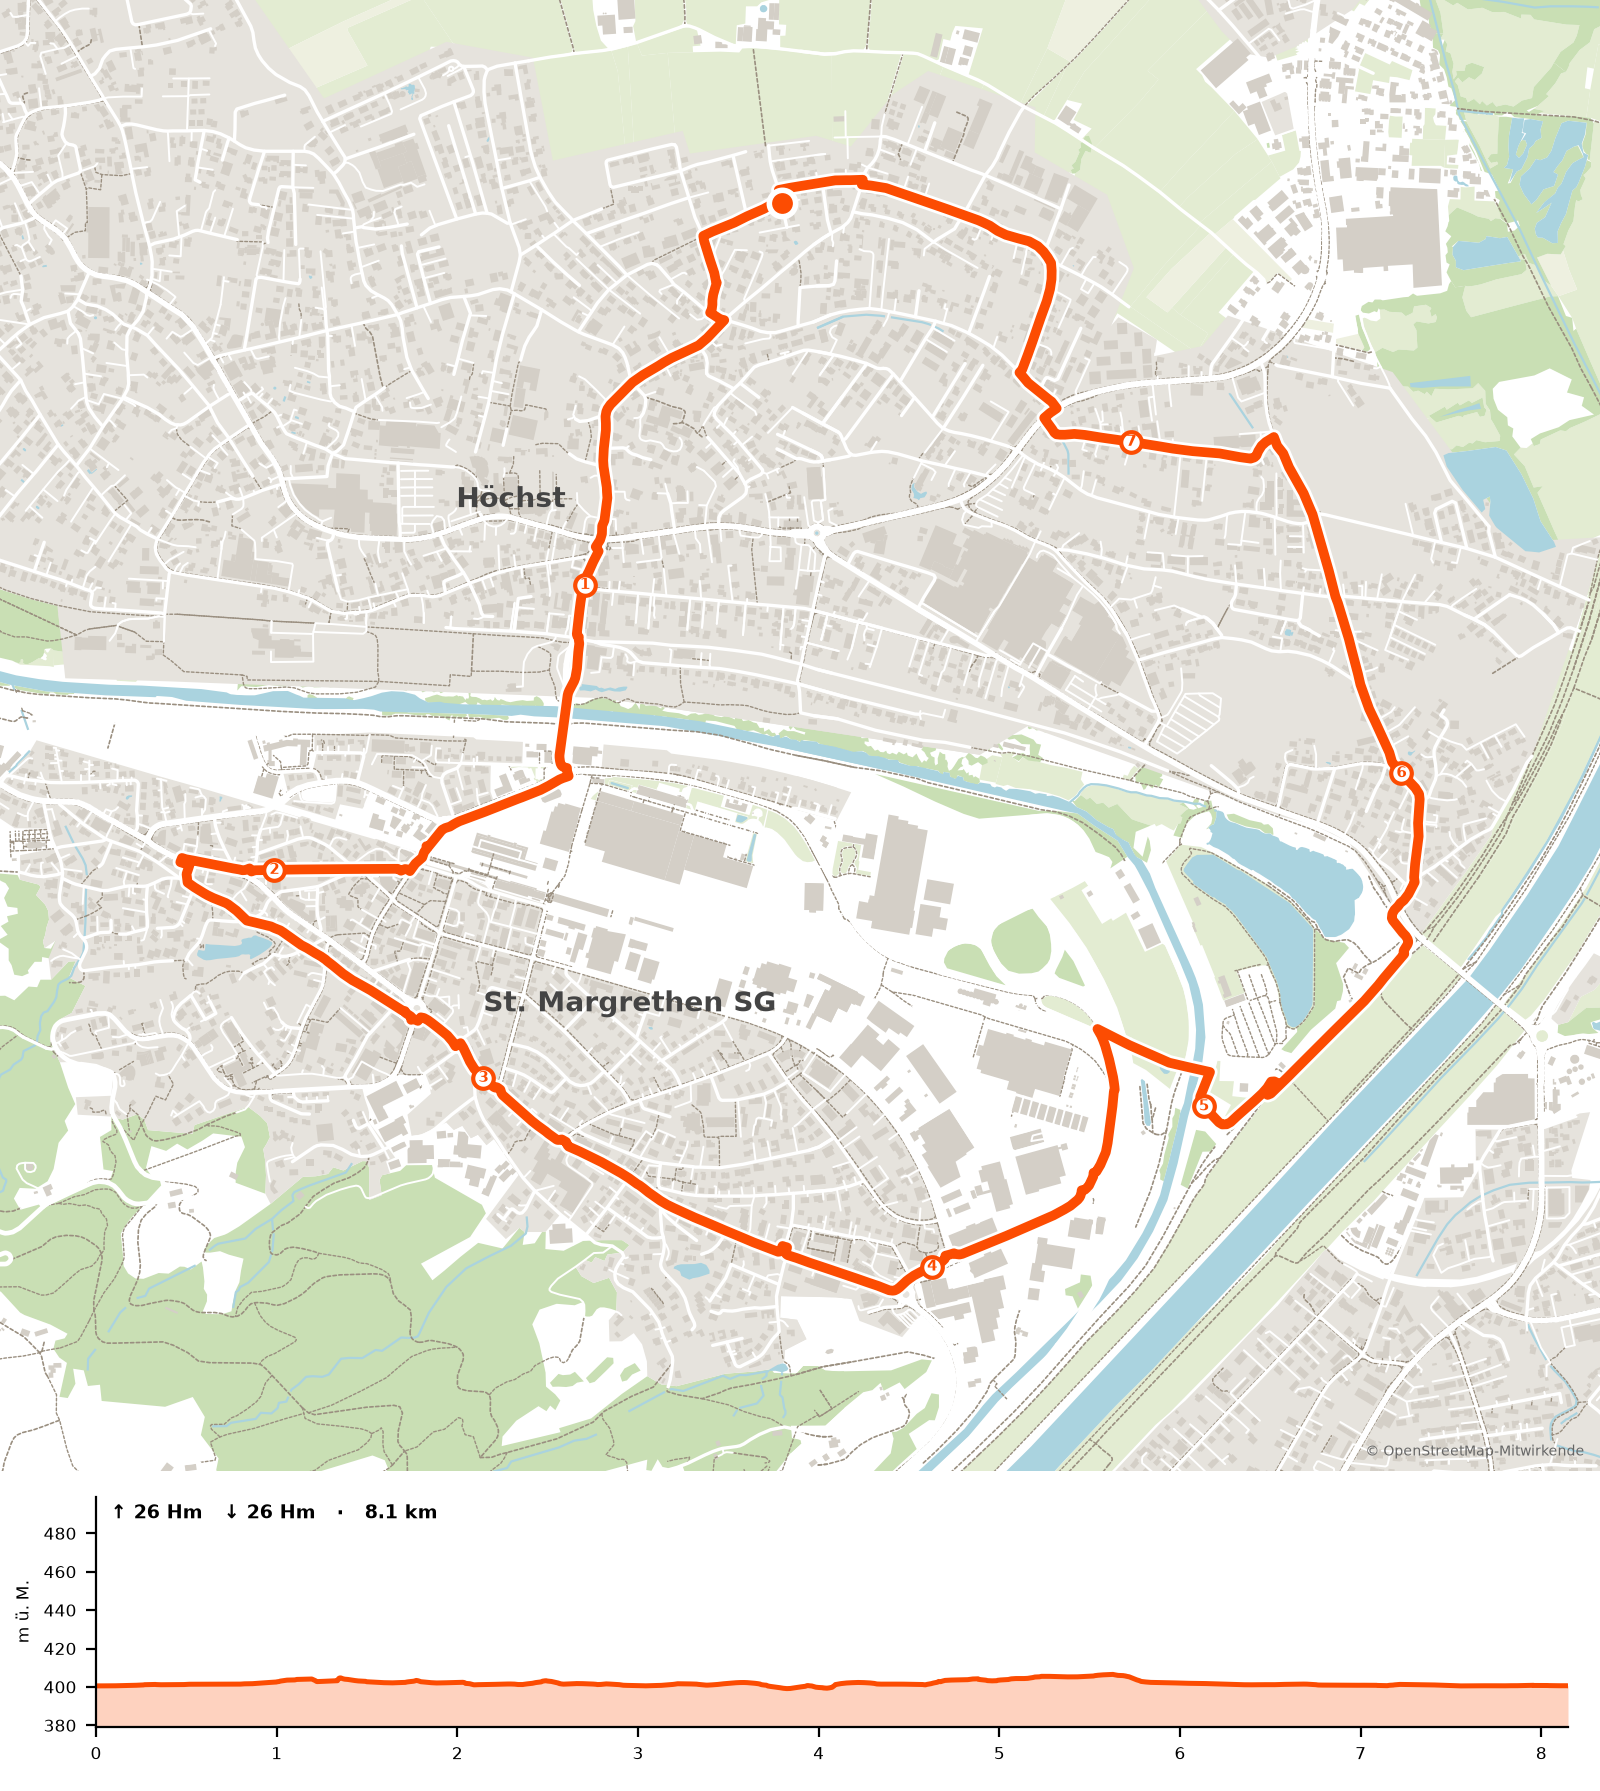 7
Höchst
1
6
2
St. Margrethen SG
3
5
4
© OpenStreetMap-Mitwirkende
↑ 26 Hm ↓ 26 Hm · 8.1 km
m ü. M.
480
460
440
420
400
380
0 1 2 3 4 5 6 7 8